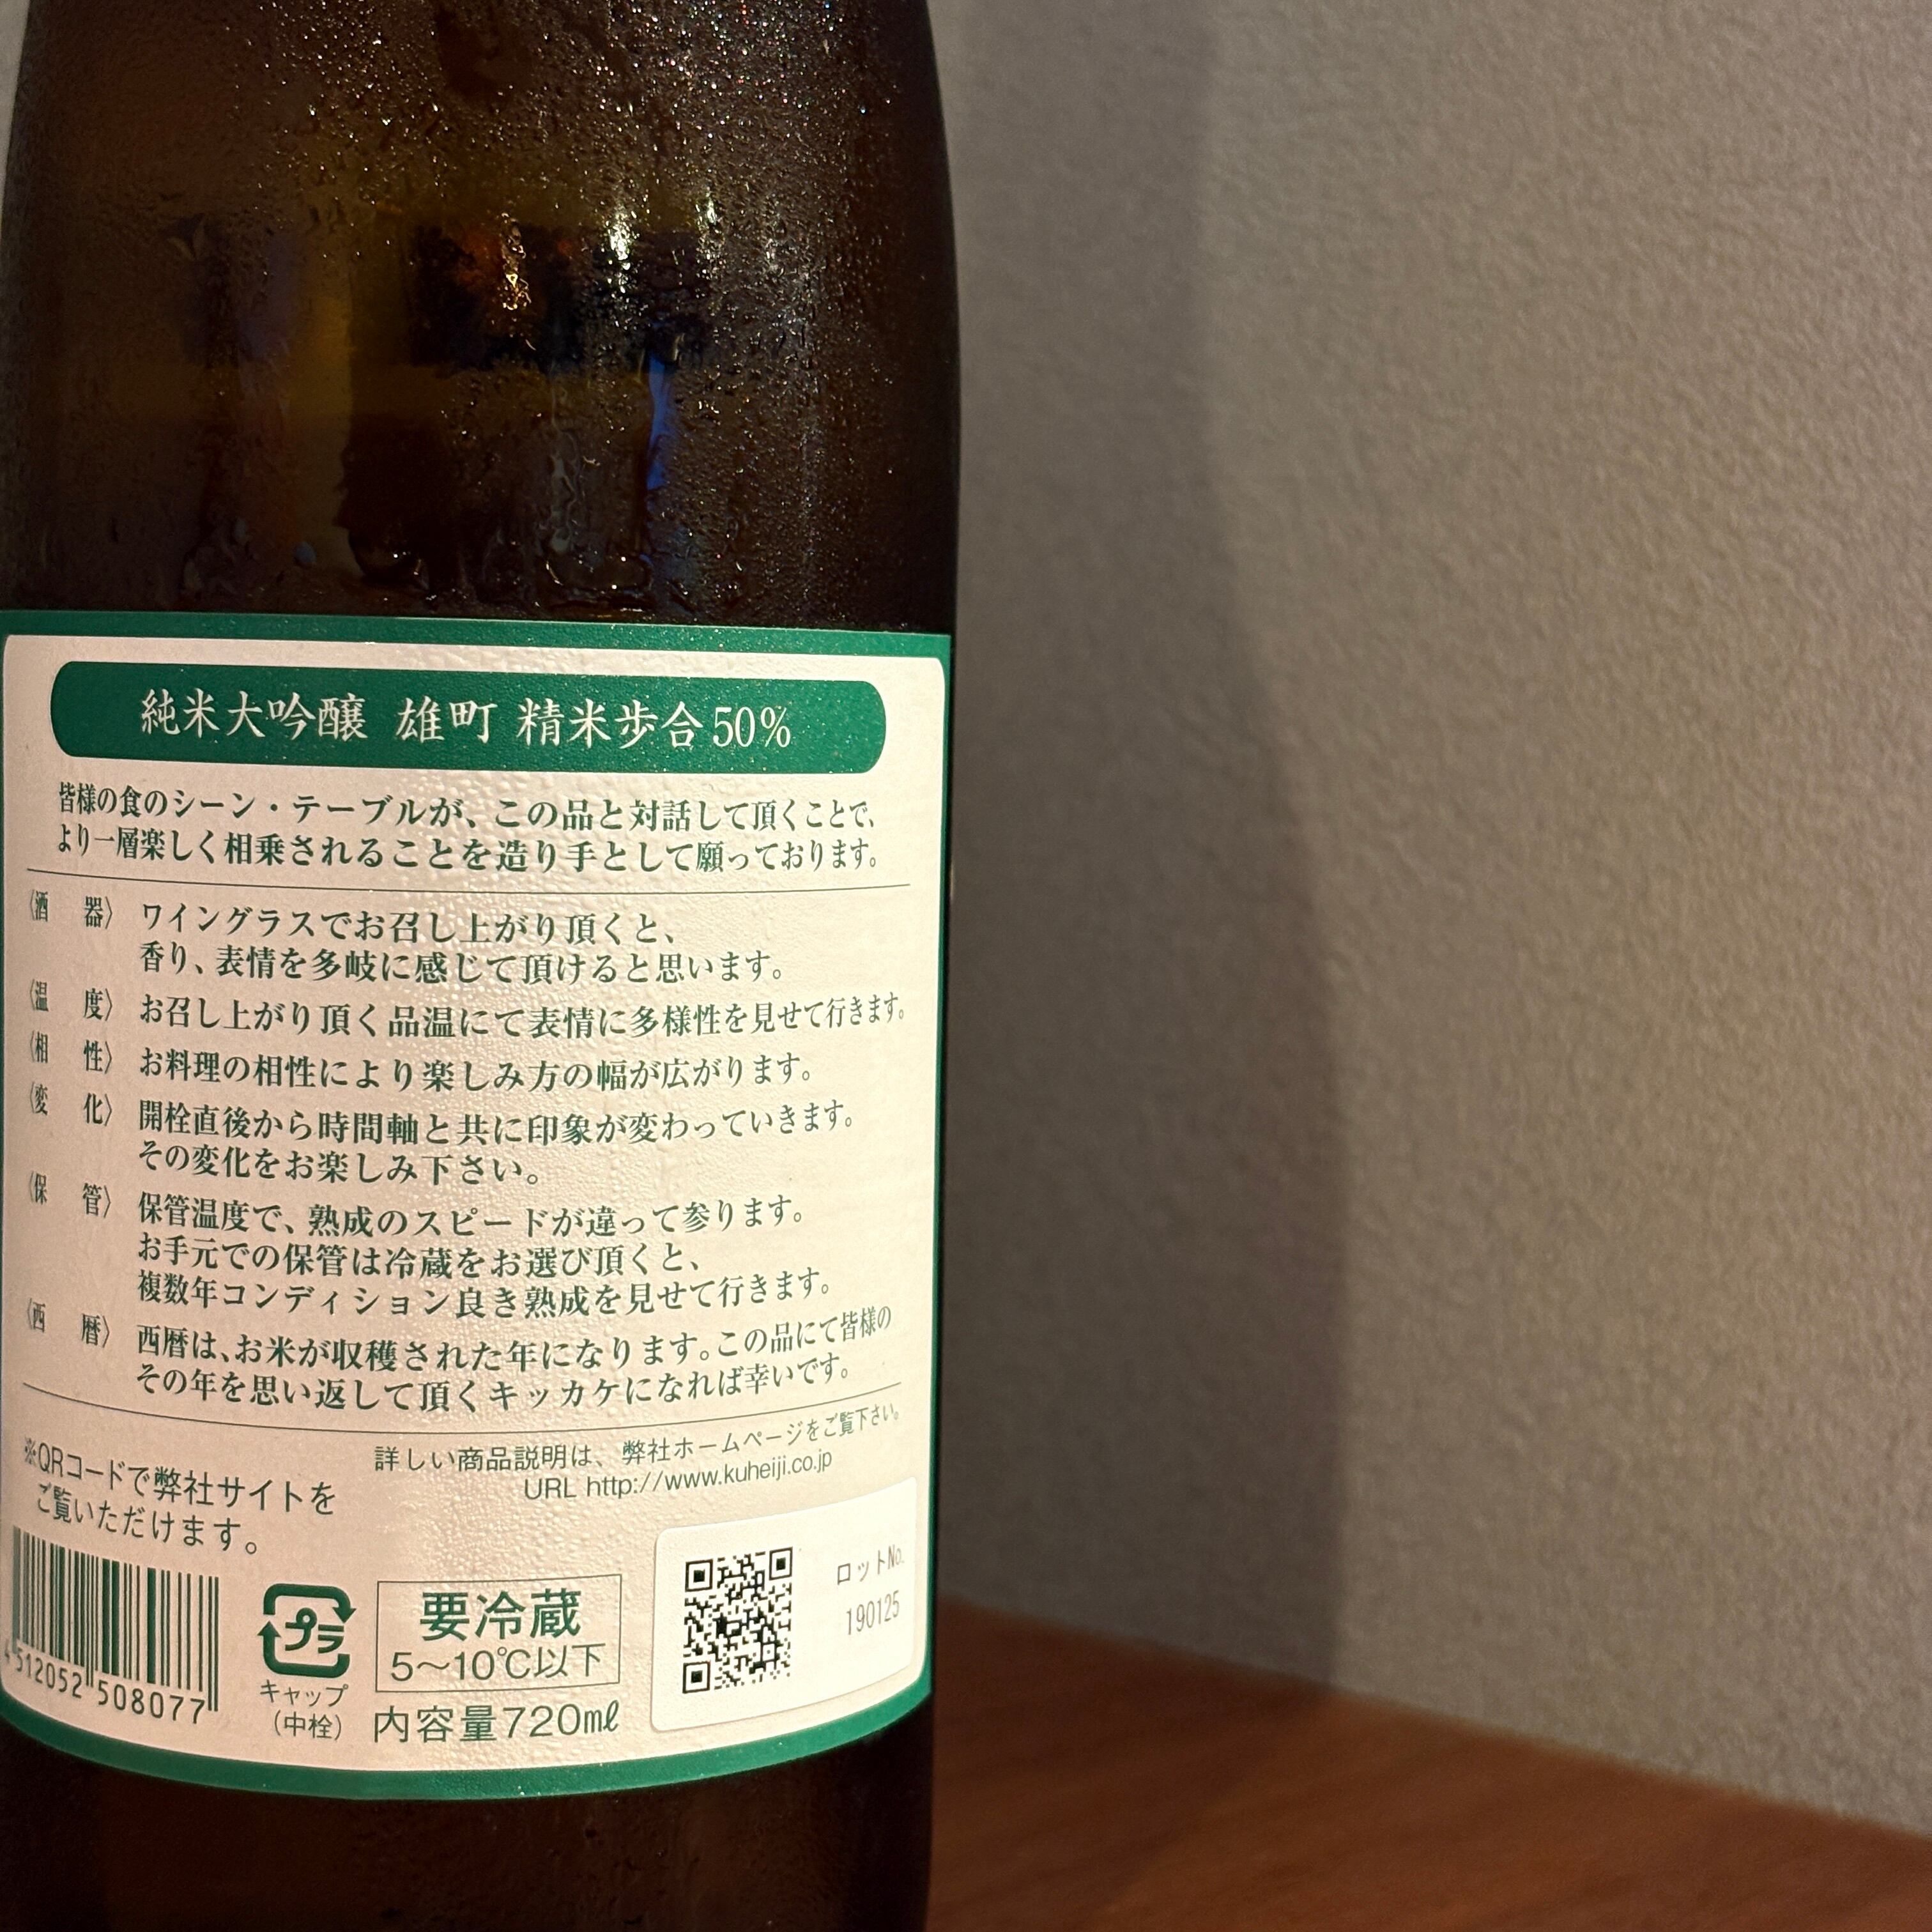 純米大吟醸 雄町 精米歩合50%
皆様の食のシーン・テーブルが、この品と対話して頂くことで、
より一層楽しく相乗されることを造り手として願っております。
〈酒器〉 ワイングラスでお召し上がり頂くと、
香り、表情を多岐に感じて頂けると思います。
〈温度〉 お召し上がり頂く品温にて表情に多様性を見せて行きます。
〈相性〉 お料理の相性により楽しみ方の幅が広がります。
〈変化〉 開栓直後から時間軸と共に印象が変わっていきます。
その変化をお楽しみ下さい。
〈保管〉 保管温度で、熟成のスピードが違って参ります。
お手元での保管は冷蔵をお選び頂くと、
複数年コンディション良き熟成を見せて行きます。
〈西暦〉 西暦は、お米が収穫された年になります。この品にて皆様の
その年を思い返して頂くキッカケになれば幸いです。
詳しい商品説明は、弊社ホームページをご覧下さい。
URL http://www.kuheiji.co.jp
※QRコードで弊社サイトを
ご覧いただけます。
4 512052 508077
プラ
キャップ
(中栓)
要冷蔵
5〜10℃以下
内容量720mℓ
ロットNo.
190125